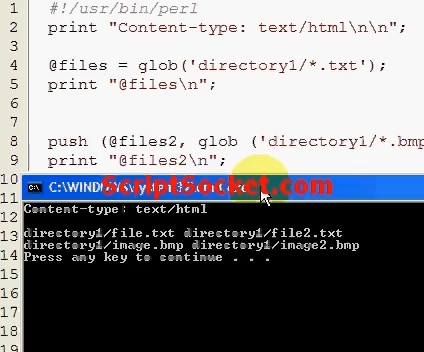 1 #!/usr/bin/perl
2 print "Content-type: text/html\n\n";
3
4 @files = glob('directory1/*.txt');
5 print "@files\n";
6
7
8 push (@files2, glob ('directory1/*.bmp
9 print "@files2\n";
10
ScriptSocket.com
11 C:\WINDOWS\system32\cmd.exe
12 Content-type: text/html
13 directory1/file.txt directory1/file2.txt
14 directory1/image.bmp directory1/image2.bmp
Press any key to continue . . .
15
16
17
18
19